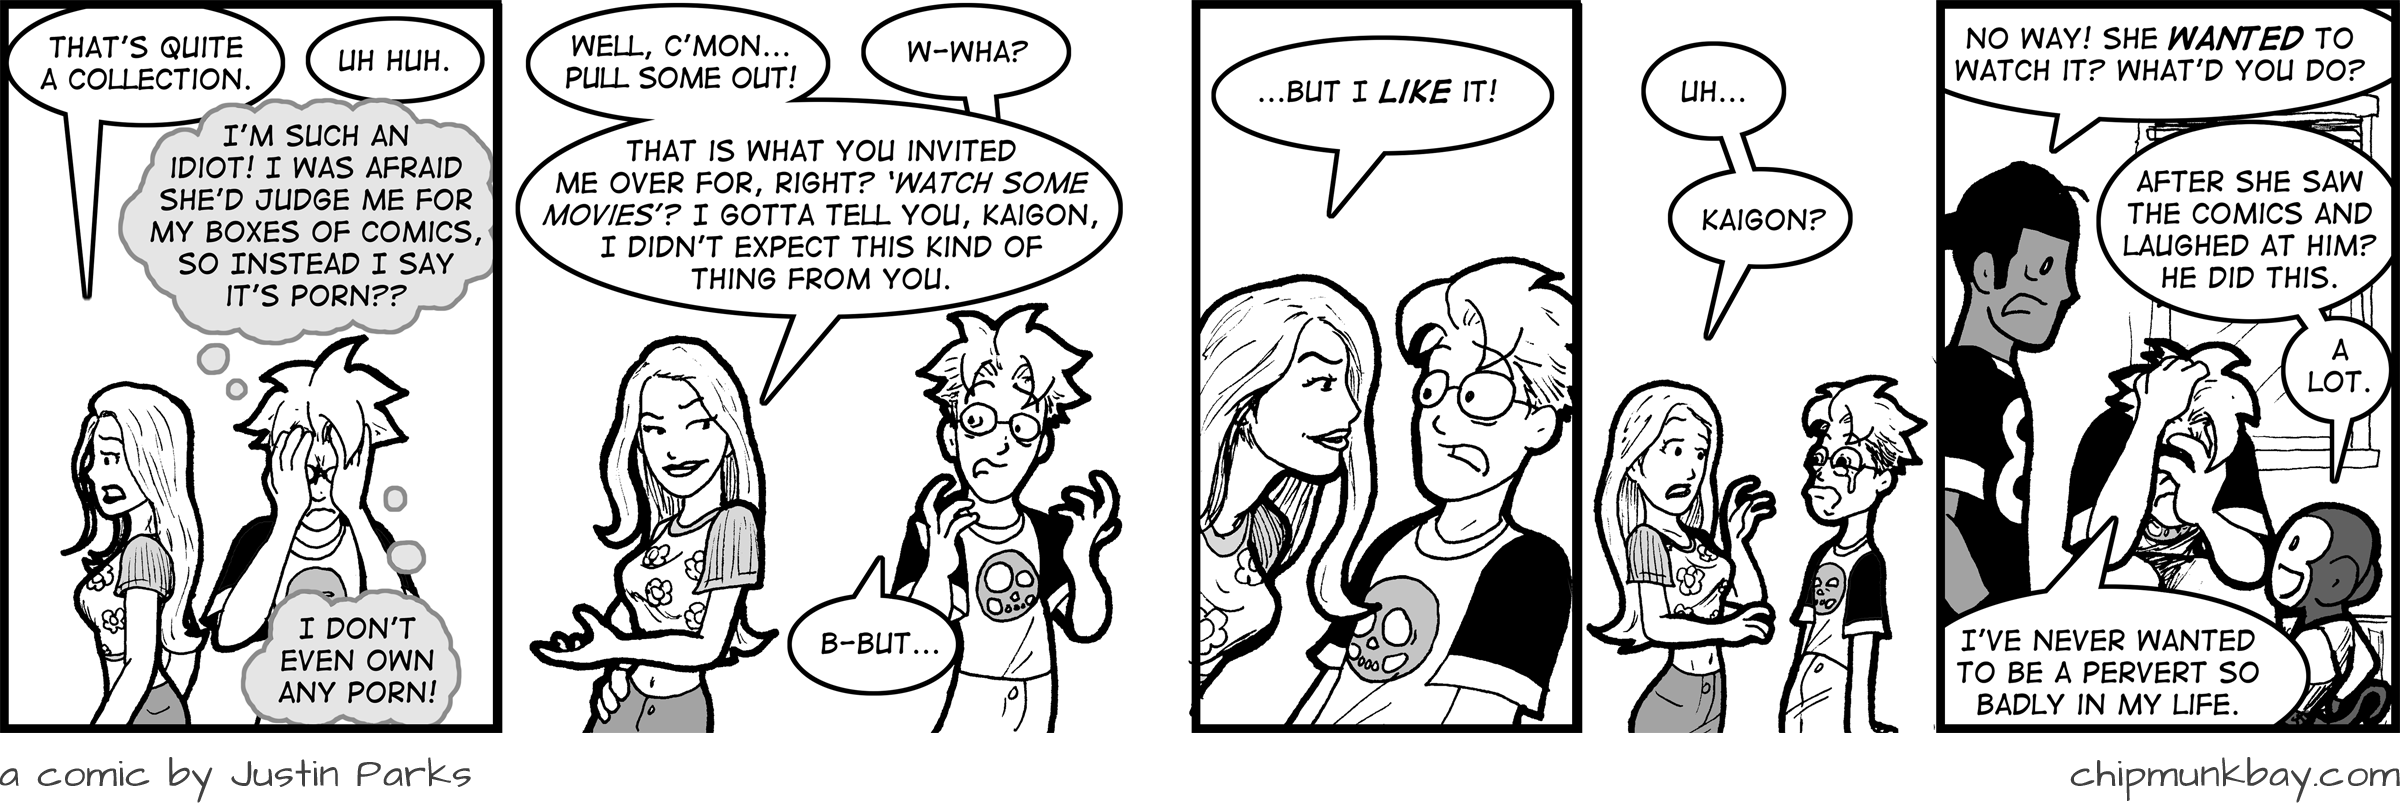 THAT'S QUITE
A COLLECTION.
UH HUH.
I'M SUCH AN
IDIOT! I WAS AFRAID
SHE'D JUDGE ME FOR
MY BOXES OF COMICS,
SO INSTEAD I SAY
IT'S PORN??
I DON'T
EVEN OWN
ANY PORN!
WELL, C'MON...
PULL SOME OUT!
W-WHA?
THAT IS WHAT YOU INVITED
ME OVER FOR, RIGHT? 'WATCH SOME
MOVIES'? I GOTTA TELL YOU, KAIGON,
I DIDN'T EXPECT THIS KIND OF
THING FROM YOU.
B-BUT...
...BUT I LIKE IT!
UH...
KAIGON?
NO WAY! SHE WANTED TO
WATCH IT? WHAT'D YOU DO?
AFTER SHE SAW
THE COMICS AND
LAUGHED AT HIM?
HE DID THIS.
A
LOT.
I'VE NEVER WANTED
TO BE A PERVERT SO
BADLY IN MY LIFE.
a comic by Justin Parks
chipmunkbay.com